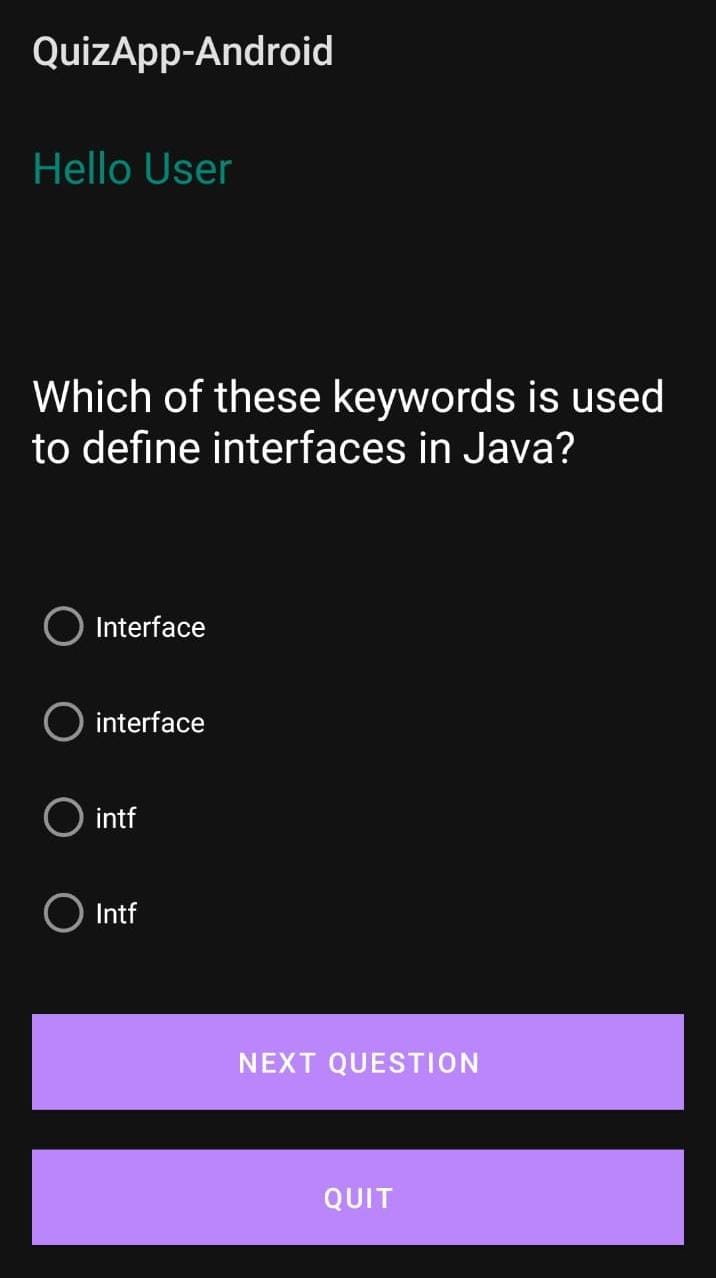 QuizApp-Android
Hello User
Which of these keywords is used
to define interfaces in Java?
Interface
interface
intf
Intf
NEXT QUESTION
QUIT